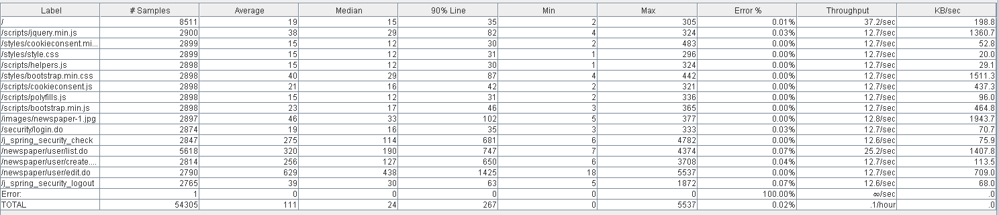 Label # Samples Average Median 90% Line Min Max Error % Throughput KB/sec
/ 8511 19 15 35 2 305 0.01% 37.2/sec 198.8
/scripts/jquery.min.js 2900 38 29 82 4 324 0.03% 12.7/sec 1360.7
/styles/cookieconsent.mi... 2899 15 12 30 2 483 0.00% 12.7/sec 52.8
/styles/style.css 2899 15 12 31 1 296 0.00% 12.7/sec 20.0
/scripts/helpers.js 2898 15 12 30 1 324 0.00% 12.7/sec 29.1
/styles/bootstrap.min.css 2898 40 29 87 4 442 0.00% 12.7/sec 1511.3
/scripts/cookieconsent.js 2898 21 16 42 2 321 0.00% 12.7/sec 437.3
/scripts/polyfills.js 2898 15 12 31 2 336 0.00% 12.7/sec 96.0
/scripts/bootstrap.min.js 2898 23 17 46 3 365 0.00% 12.7/sec 464.8
/images/newspaper-1.jpg 2897 46 33 102 5 377 0.00% 12.8/sec 1943.7
/security/login.do 2874 19 16 35 3 333 0.03% 12.7/sec 70.7
/j_spring_security_check 2847 275 114 681 6 4782 0.00% 12.6/sec 75.9
/newspaper/user/list.do 5618 320 190 747 7 4374 0.07% 25.2/sec 1407.8
/newspaper/user/create.... 2814 256 127 650 6 3708 0.04% 12.7/sec 113.5
/newspaper/user/edit.do 2790 629 438 1425 18 5537 0.00% 12.7/sec 709.0
/j_spring_security_logout 2765 39 30 63 5 1872 0.07% 12.6/sec 68.0
Error: 1 0 0 0 0 0 100.00% ∞/sec .0
TOTAL 54305 111 24 267 0 5537 0.02% .1/hour .0